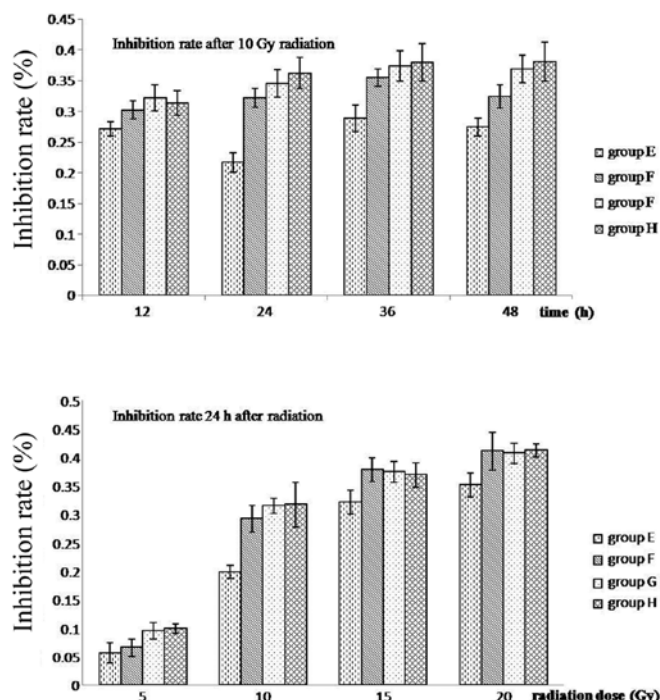 Inhibition rate after 10 Gy radiation
Inhibition rate (%)
0.45
0.4
0.35
0.3
0.25
0.2
0.15
0.1
0.05
0
12 24 36 48 time (h)
group E
group F
group F
group H
Inhibition rate 24 h after radiation
Inhibition rate (%)
0.5
0.45
0.4
0.35
0.3
0.25
0.2
0.15
0.1
0.05
0
5 10 15 20 radiation dose (Gy)
group E
group F
group G
group H